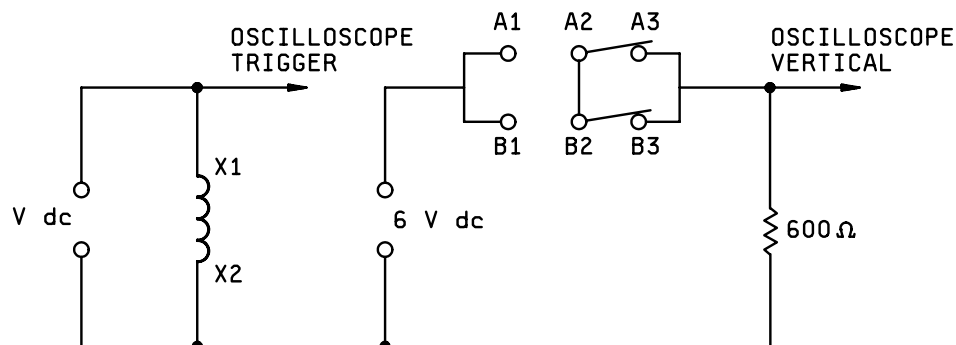 A1 A2 A3
OSCILLOSCOPE
TRIGGER
OSCILLOSCOPE
VERTICAL
B1 B2 B3
X1
V dc
6 V dc
600Ω
X2